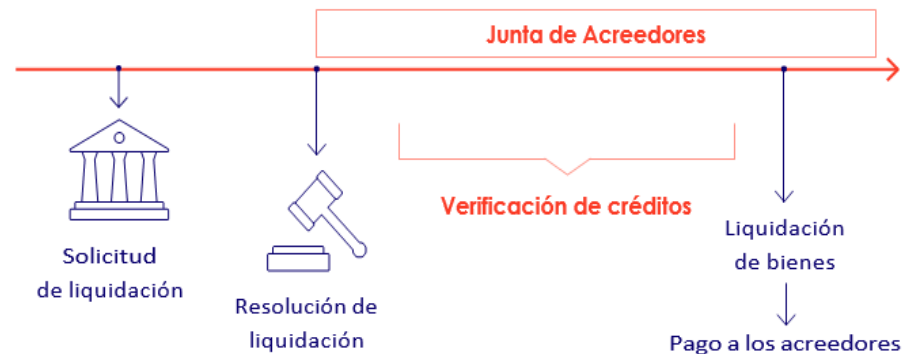 Junta de Acreedores
Verificación de créditos
Solicitud
de liquidación
Resolución de
liquidación
Liquidación
de bienes
Pago a los acreedores